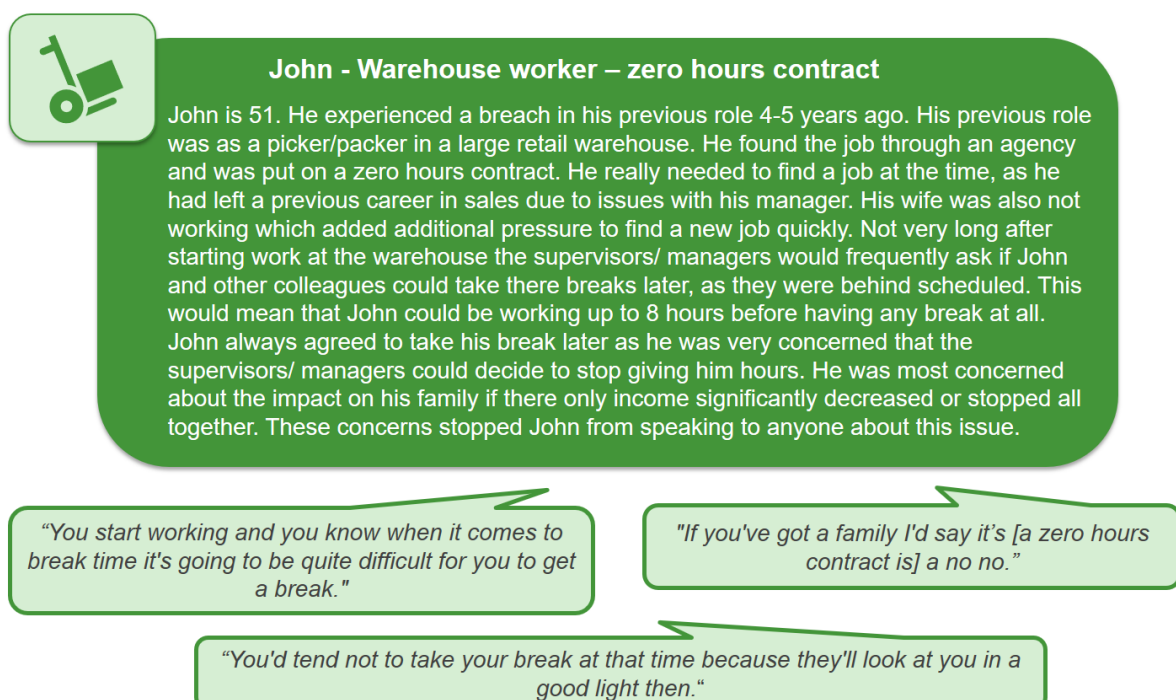 John - Warehouse worker – zero hours contract
John is 51. He experienced a breach in his previous role 4-5 years ago. His previous role
was as a picker/packer in a large retail warehouse. He found the job through an agency
and was put on a zero hours contract. He really needed to find a job at the time, as he
had left a previous career in sales due to issues with his manager. His wife was also not
working which added additional pressure to find a new job quickly. Not very long after
starting work at the warehouse the supervisors/ managers would frequently ask if John
and other colleagues could take there breaks later, as they were behind scheduled. This
would mean that John could be working up to 8 hours before having any break at all.
John always agreed to take his break later as he was very concerned that the
supervisors/ managers could decide to stop giving him hours. He was most concerned
about the impact on his family if there only income significantly decreased or stopped all
together. These concerns stopped John from speaking to anyone about this issue.
“You start working and you know when it comes to
break time it's going to be quite difficult for you to get
a break."
"If you've got a family I'd say it’s [a zero hours
contract is] a no no.”
“You'd tend not to take your break at that time because they'll look at you in a
good light then.“